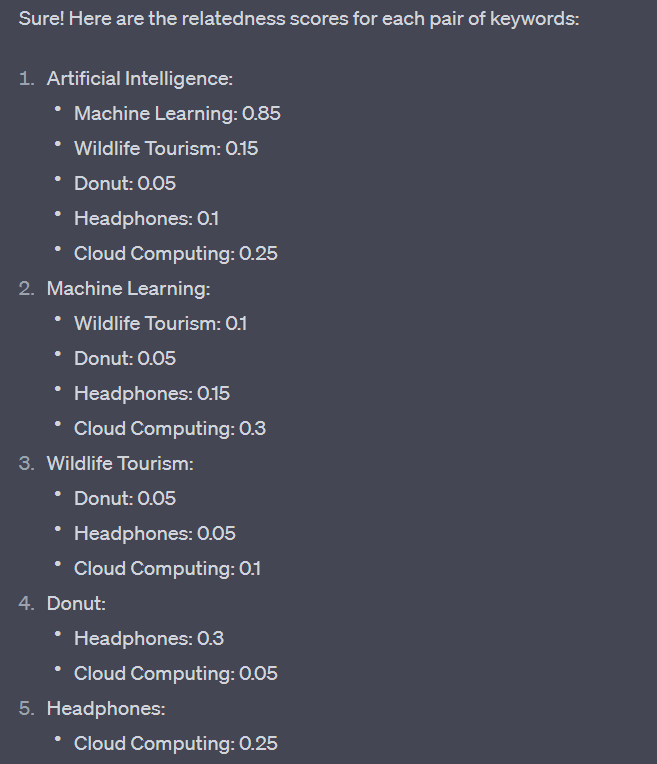 Sure! Here are the relatedness scores for each pair of keywords:
1. Artificial Intelligence:
• Machine Learning: 0.85
• Wildlife Tourism: 0.15
• Donut: 0.05
• Headphones: 0.1
• Cloud Computing: 0.25
2. Machine Learning:
• Wildlife Tourism: 0.1
• Donut: 0.05
• Headphones: 0.15
• Cloud Computing: 0.3
3. Wildlife Tourism:
• Donut: 0.05
• Headphones: 0.05
• Cloud Computing: 0.1
4. Donut:
• Headphones: 0.3
• Cloud Computing: 0.05
5. Headphones:
• Cloud Computing: 0.25